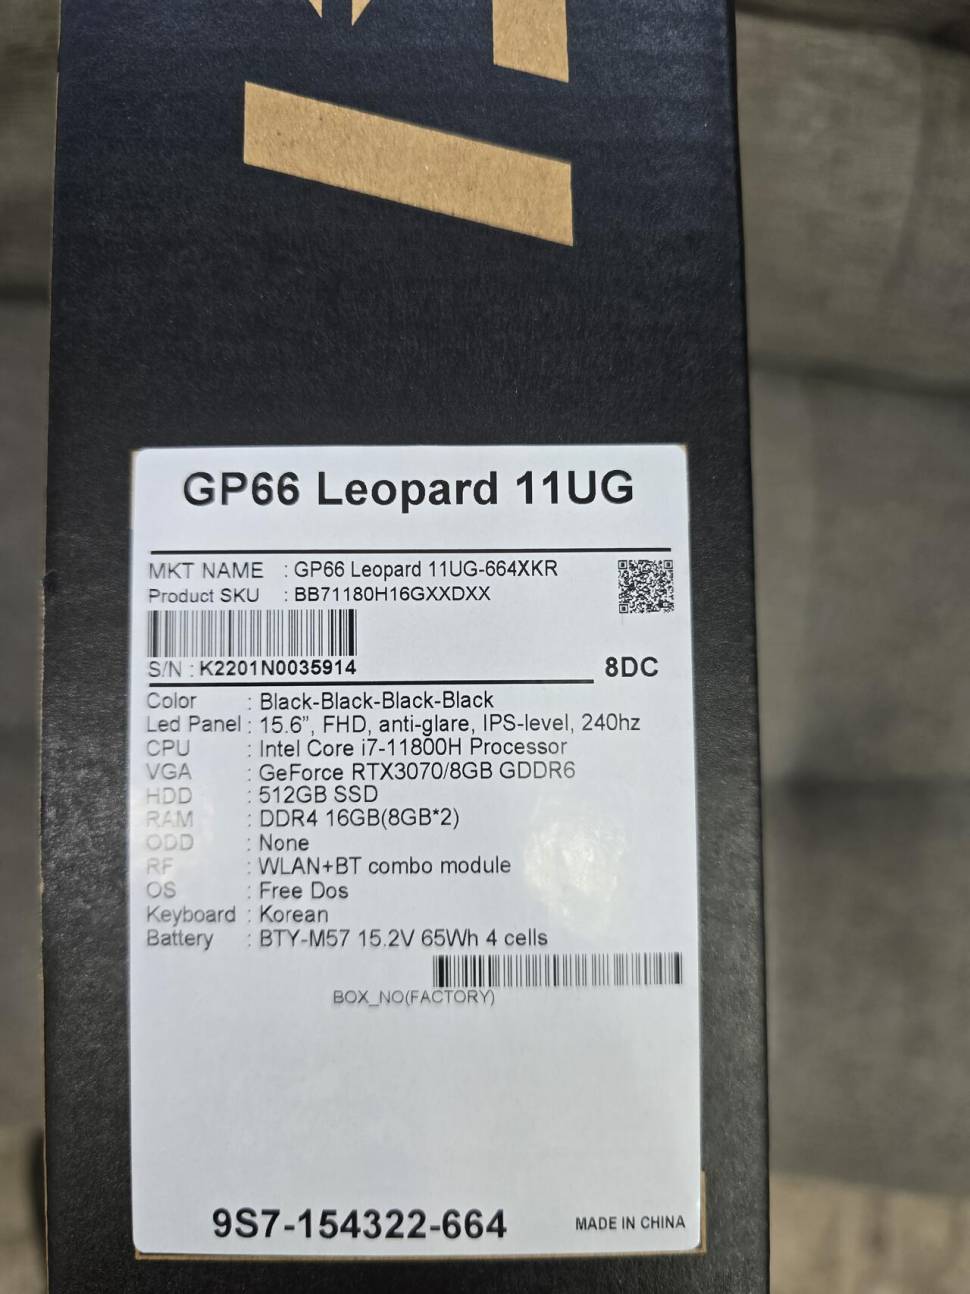 GP66 Leopard 11UG
MKT NAME : GP66 Leopard 11UG-664XKR
Product SKU : BB71180H16GXXDXX
S/N : K2201N0035914
8DC
Color : Black-Black-Black-Black
Led Panel : 15.6”, FHD, anti-glare, IPS-level, 240hz
CPU : Intel Core i7-11800H Processor
VGA : GeForce RTX3070/8GB GDDR6
HDD : 512GB SSD
RAM : DDR4 16GB(8GB*2)
ODD : None
RF : WLAN+BT combo module
OS : Free Dos
Keyboard : Korean
Battery : BTY-M57 15.2V 65Wh 4 cells
BOX_NO(FACTORY)
9S7-154322-664
MADE IN CHINA